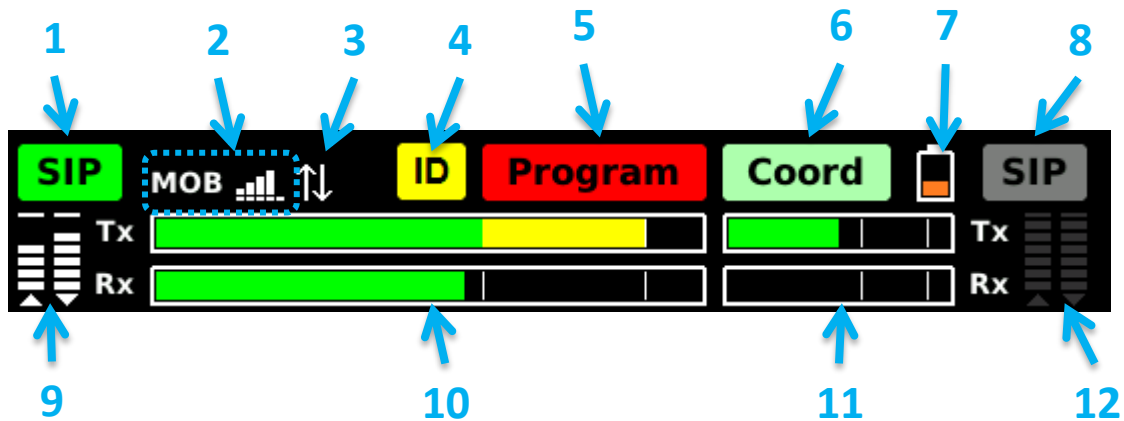 1 2 3 4 5 6 7 8
SIP MOB ID Program Coord SIP
Tx Tx
Rx Rx
9 10 11 12